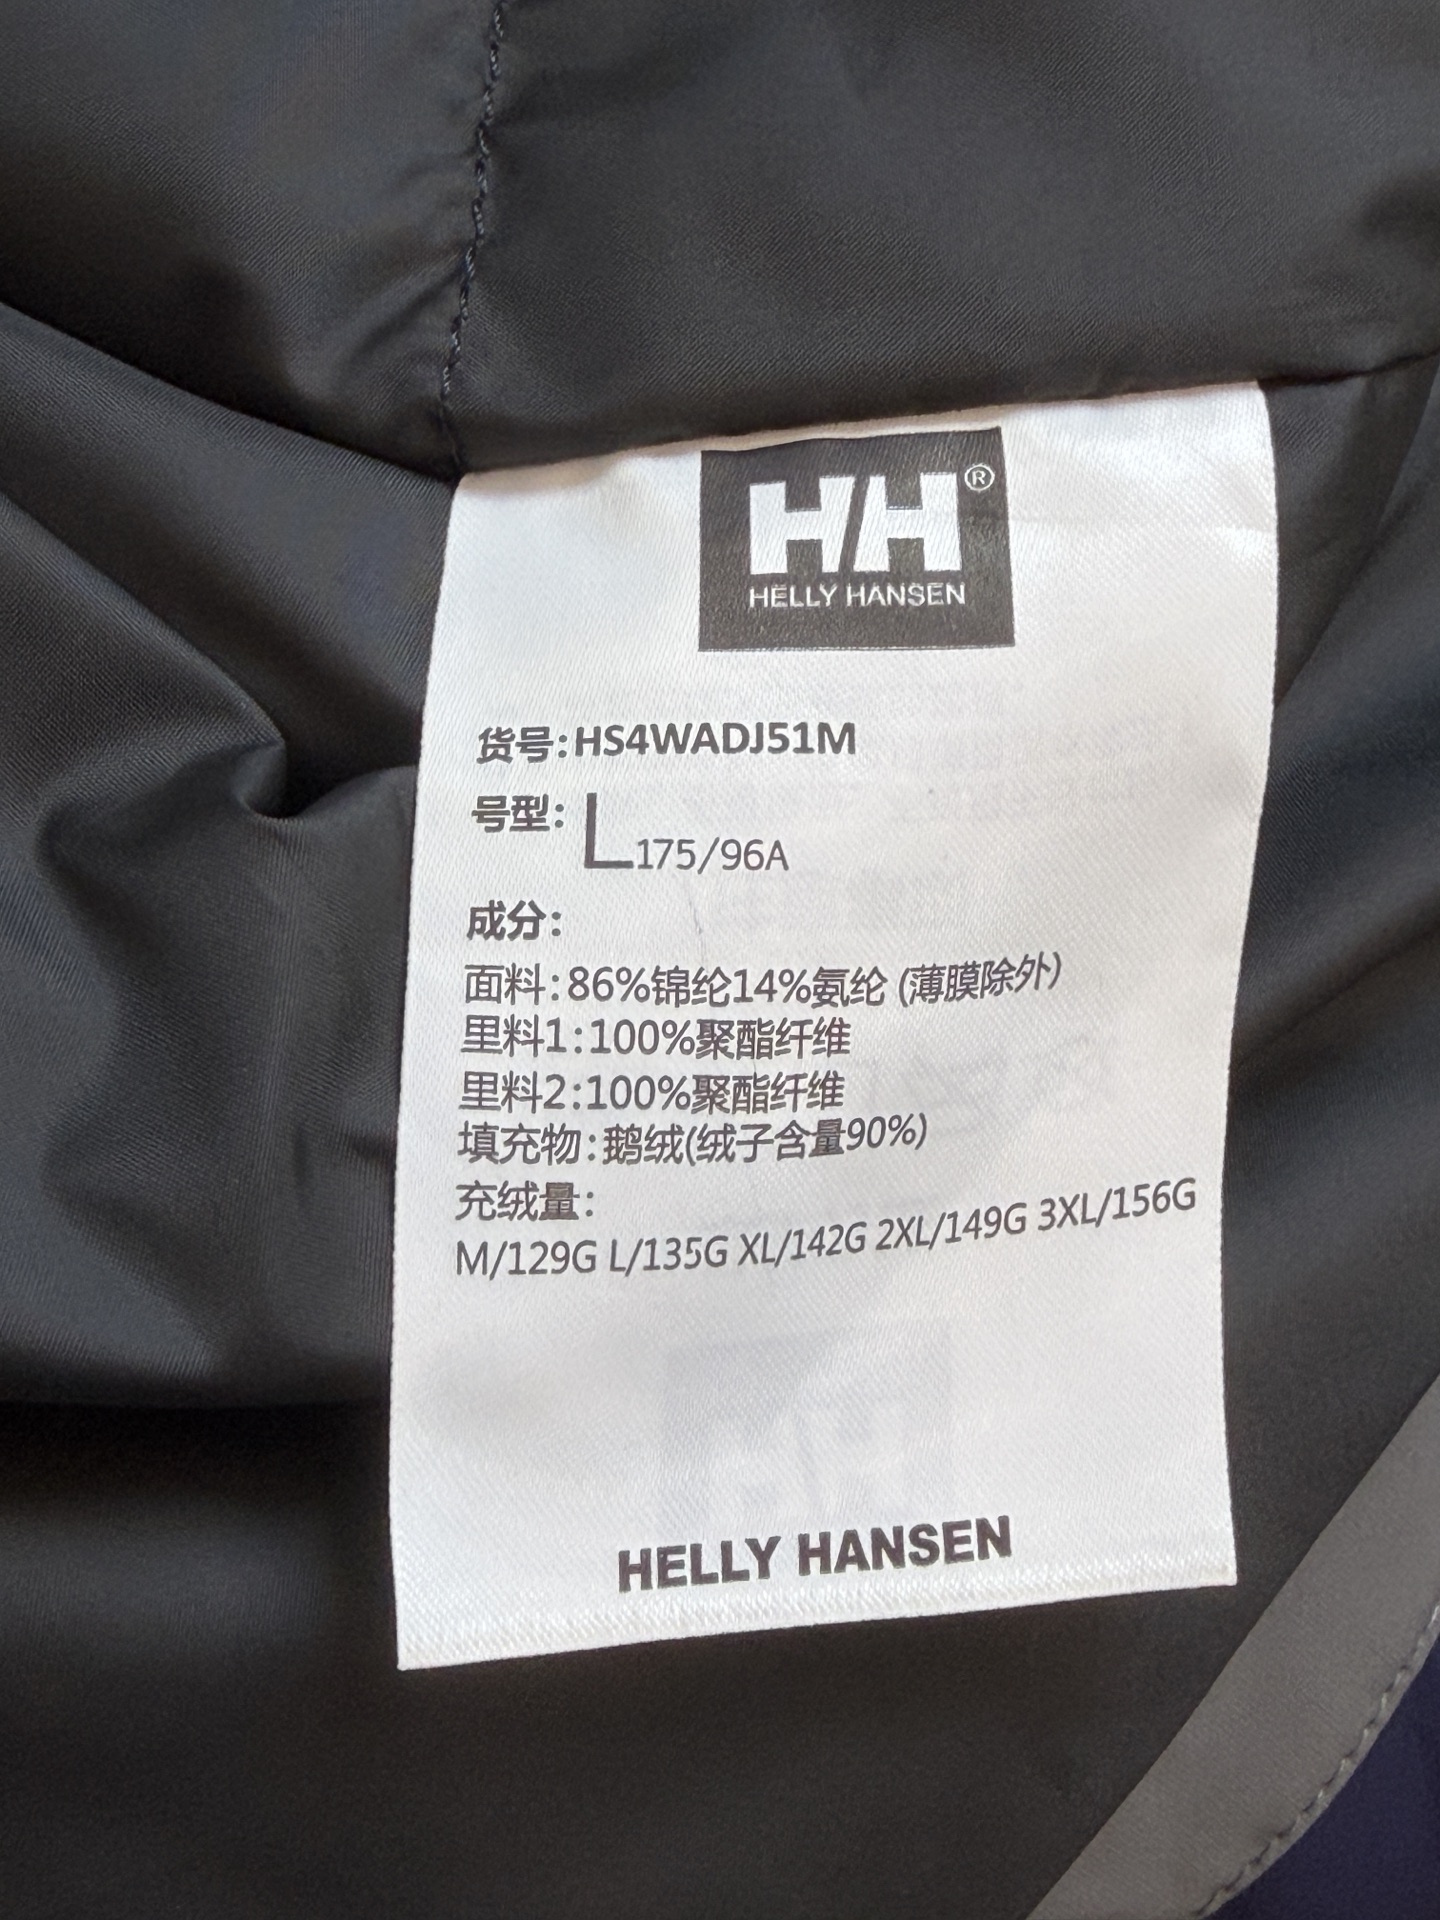 HH®
HELLY HANSEN
货号:HS4WADJ51M
号型: L175/96A
成分:
面料:86%锦纶14%氨纶 (薄膜除外)
里料1:100%聚酯纤维
里料2:100%聚酯纤维
填充物:鹅绒(绒子含量90%)
充绒量:
M/129G L/135G XL/142G 2XL/149G 3XL/156G
HELLY HANSEN